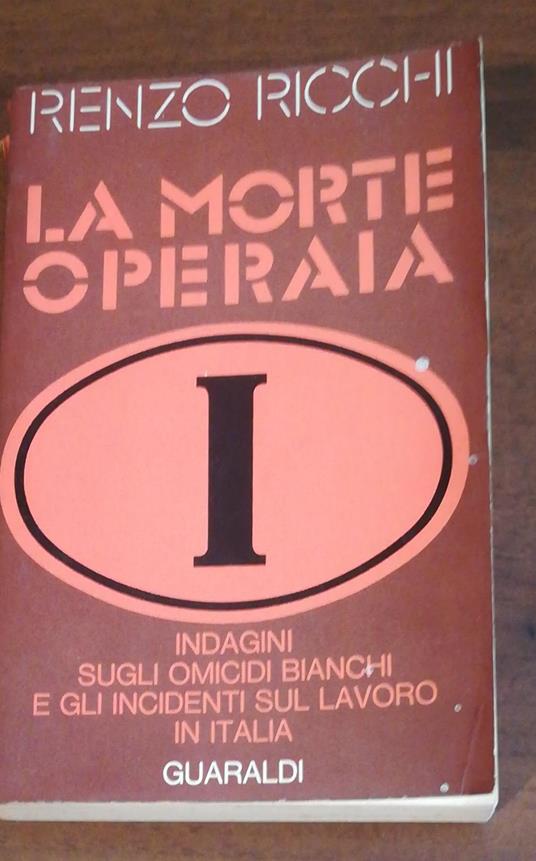 RENZO RICCHI
LA MORTE
OPERAIA
I
INDAGINI
SUGLI OMICIDI BIANCHI
E GLI INCIDENTI SUL LAVORO
IN ITALIA
GUARALDI